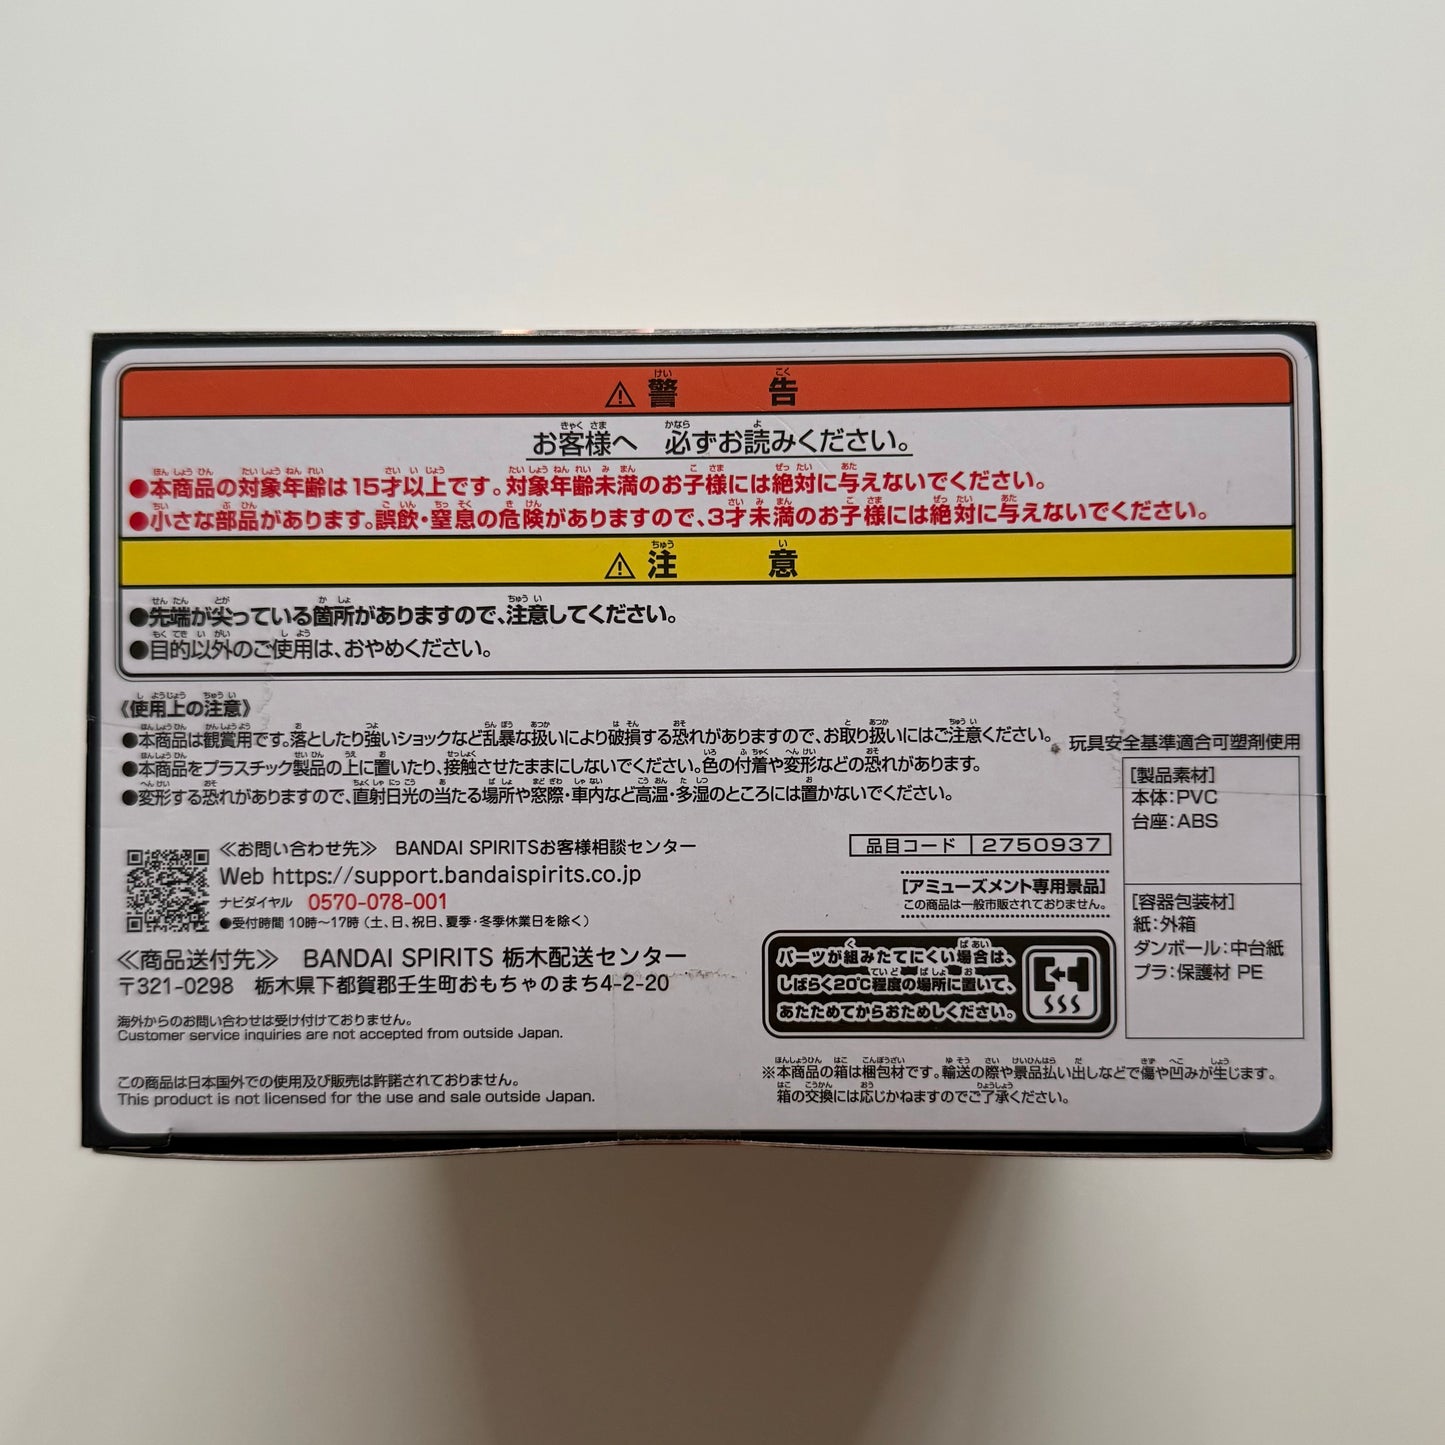 ⚠警告
お客様へ 必ずお読みください。
●本商品の対象年齢は15才以上です。対象年齢未満のお子様には絶対に与えないでください。
●小さな部品があります。誤飲・窒息の危険がありますので、3才未満のお子様には絶対に与えないでください。
⚠注意
●先端が尖っている箇所がありますので、注意してください。
●目的以外のご使用は、おやめください。
《使用上の注意》
●本商品は観賞用です。落としたり強いショックなど乱暴な扱いにより破損する恐れがありますので、お取り扱いにはご注意ください。
●本商品をプラスチック製品の上に置いたり、接触させたままにしないでください。色の付着や変形などの恐れがあります。
●変形する恐れがありますので、直射日光の当たる場所や窓際・車内など高温・多湿のところには置かないでください。
玩具安全基準適合可塑剤使用
[製品素材]
本体:PVC
台座:ABS
[容器包装材]
紙:外箱
ダンボール:中台紙
プラ:保護材 PE
≪お問い合わせ先≫ BANDAI SPIRITSお客様相談センター
Web https://support.bandaispirits.co.jp
ナビダイヤル 0570-078-001
●受付時間 10時～17時（土、日、祝日、夏季・冬季休業日を除く）
≪商品送付先≫ BANDAI SPIRITS 栃木配送センター
〒321-0298 栃木県下都賀郡壬生町おもちゃのまち4-2-20
海外からのお問い合わせは受け付けておりません。
Customer service inquiries are not accepted from outside Japan.
この商品は日本国外での使用及び販売は許諾されておりません。
This product is not licensed for the use and sale outside Japan.
品目コード 2750937
[アミューズメント専用景品]
この商品は一般市販されておりません。
パーツが組みたてにくい場合は、
しばらく20℃程度の場所に置いて、
あたためてからおためしください。
※本商品の箱は梱包材です。輸送の際や景品払い出しなどで傷や凹みが生じます。
箱の交換には応じかねますのでご了承ください。